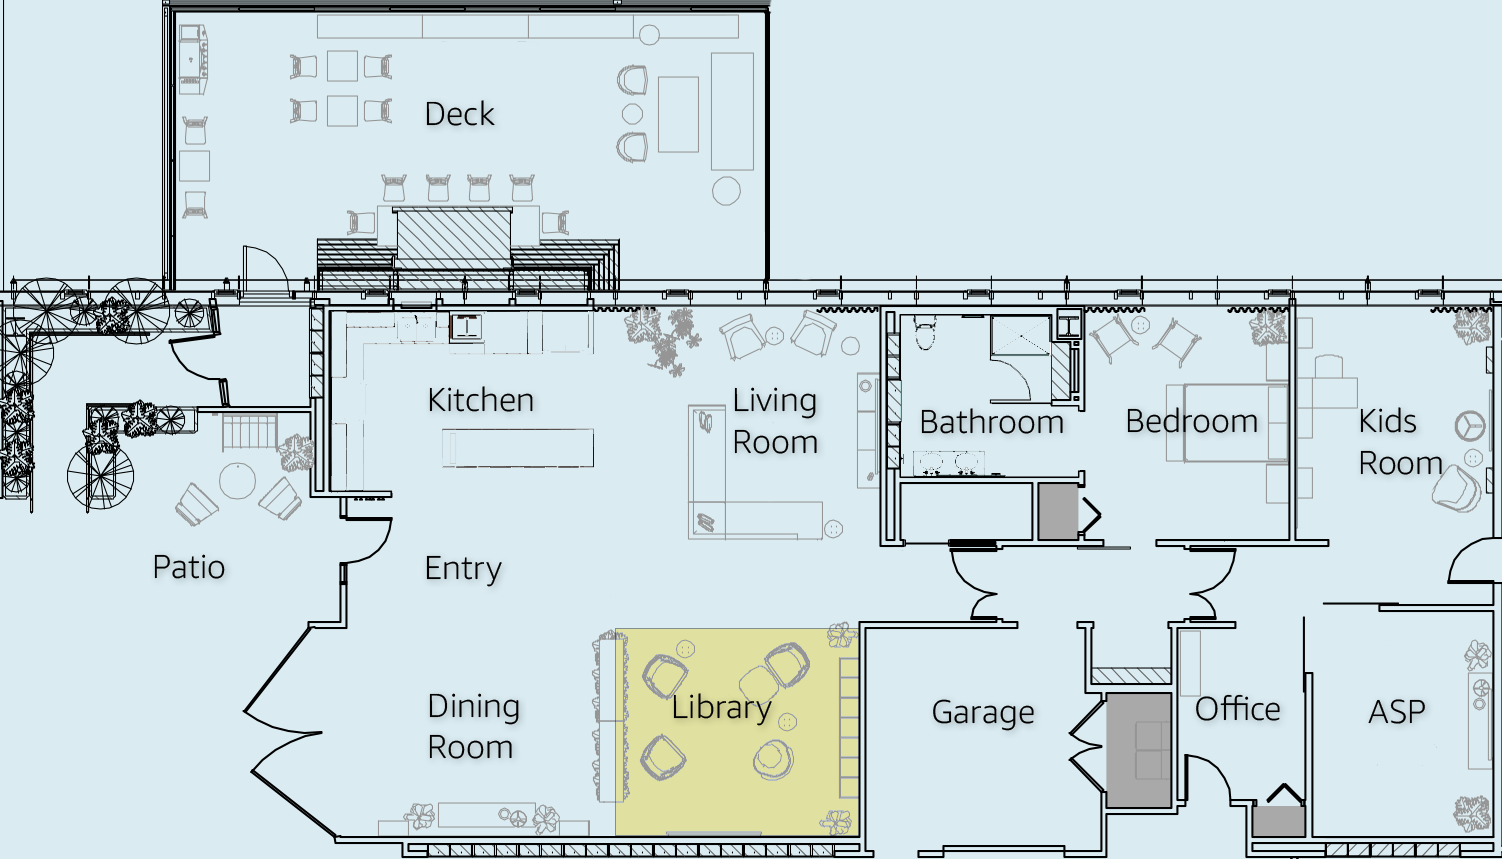 Deck
Kitchen
Living
Room
Bathroom
Bedroom
Kids
Room
Patio
Entry
Dining
Room
Library
Garage
Office
ASP